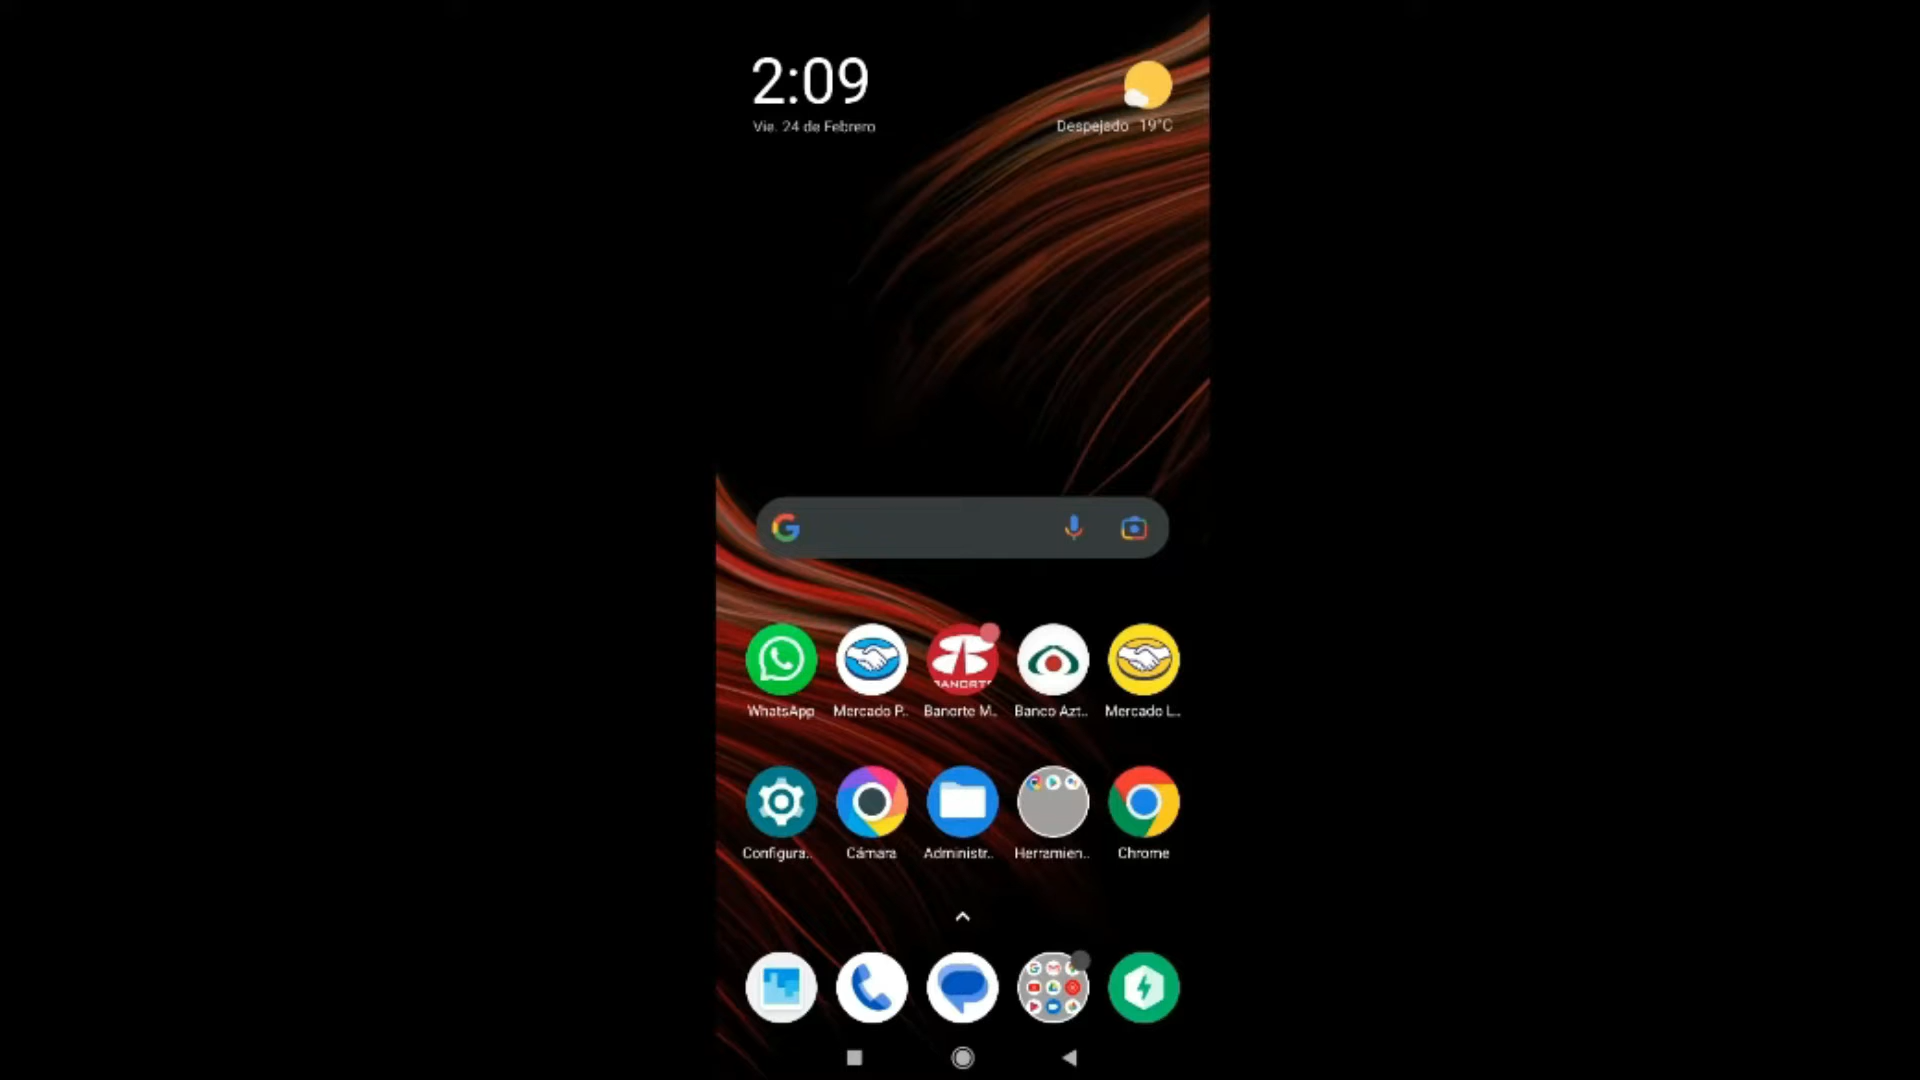 2:09
Vie. 24 de Febrero
Despejado 19°C
BANORTE
WhatsApp Mercado P.. Banorte M.. Banco Azt.. Mercado L..
Configura.. Cámara Administr.. Herramien.. Chrome